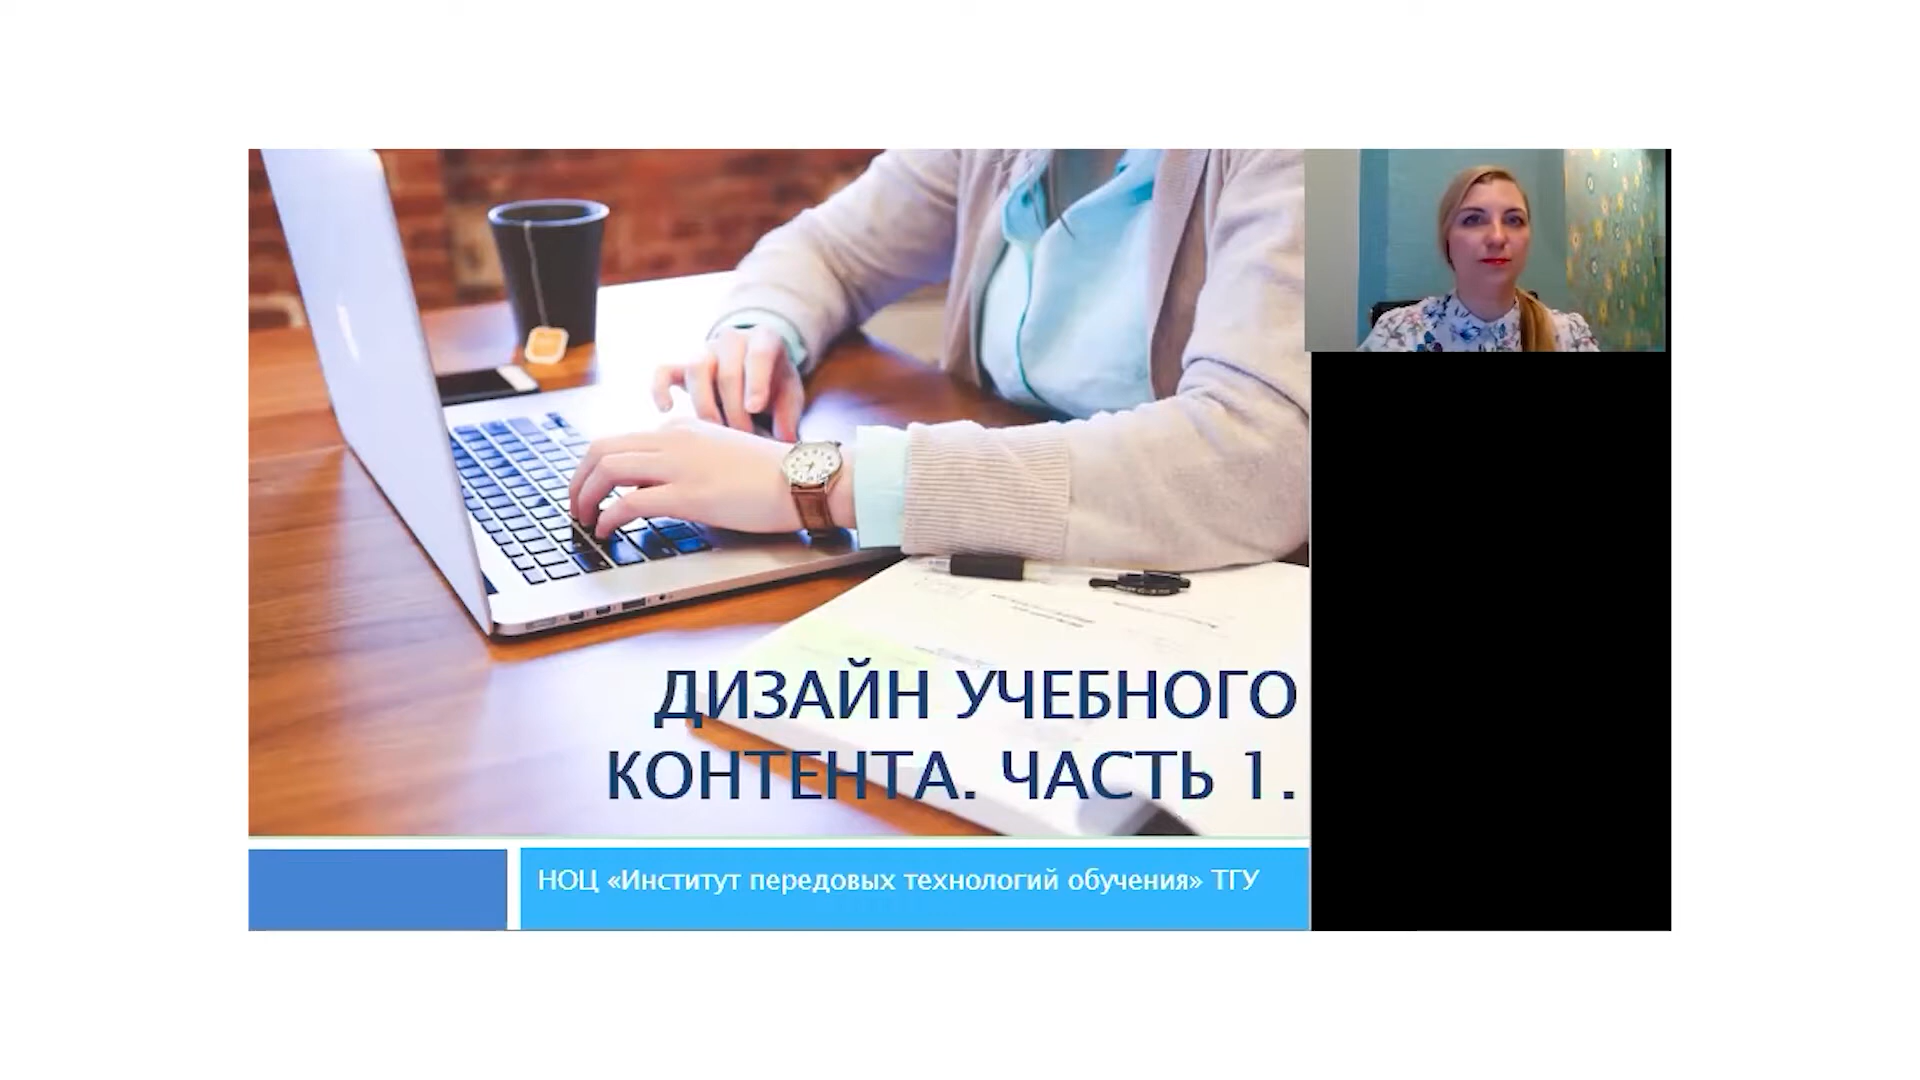 ДИЗАЙН УЧЕБНОГО
КОНТЕНТА. ЧАСТЬ 1.
НОЦ «Институт передовых технологий обучения» ТГУ